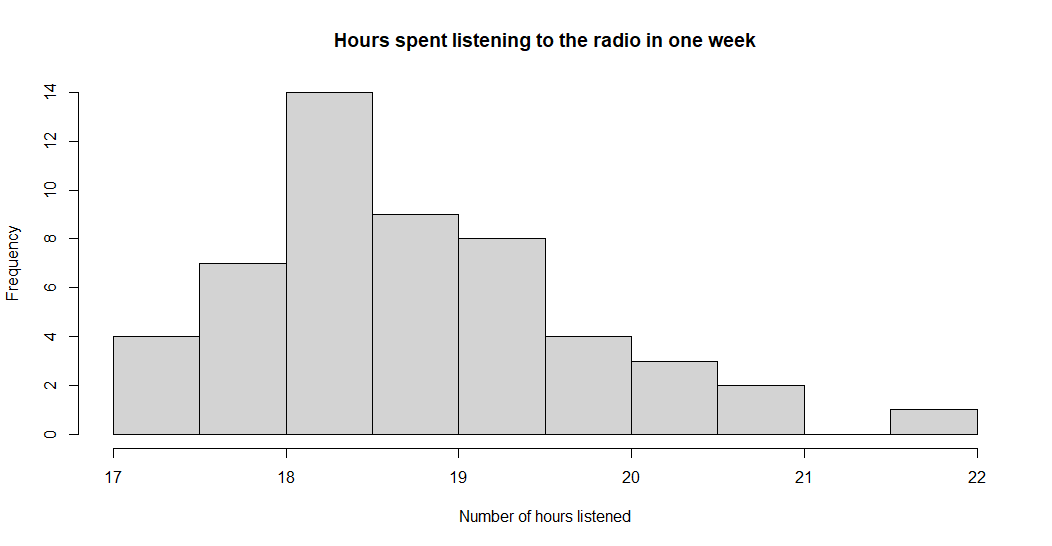 Hours spent listening to the radio in one week
Frequency
14
12
10
8
6
4
2
0
17 18 19 20 21 22
Number of hours listened